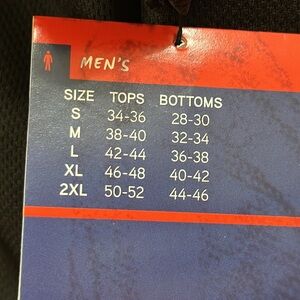 MEN'S
SIZE TOPS BOTTOMS
S 34-36 28-30
M 38-40 32-34
L 42-44 36-38
XL 46-48 40-42
2XL 50-52 44-46